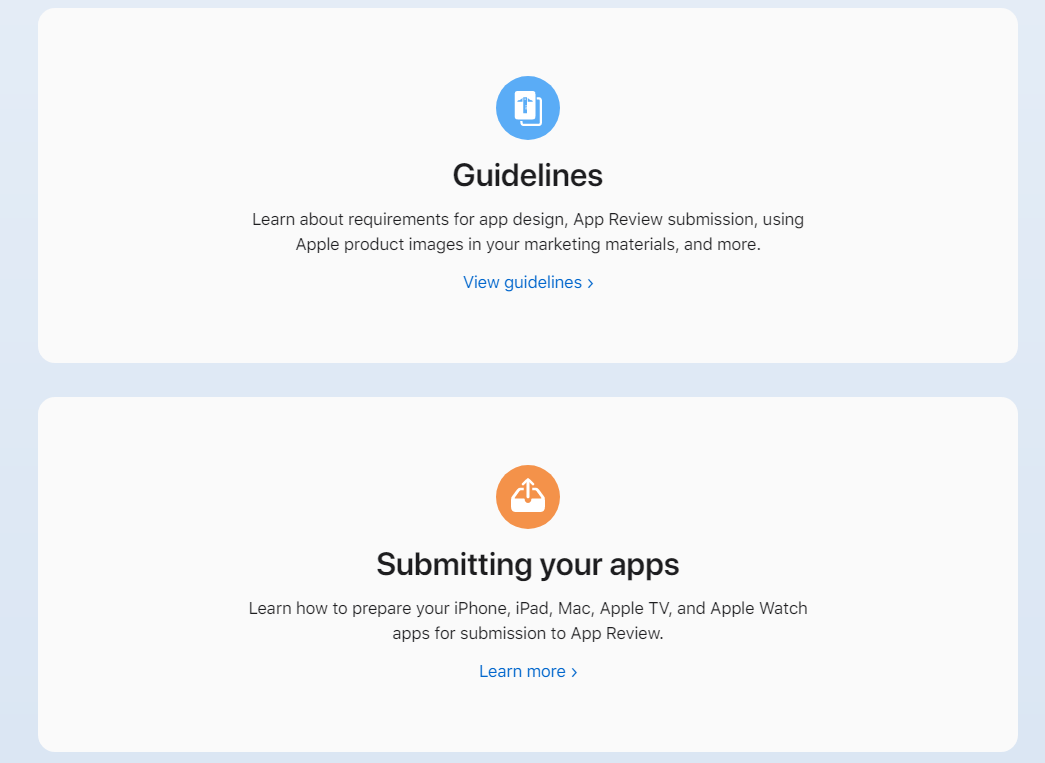 Guidelines
Learn about requirements for app design, App Review submission, using
Apple product images in your marketing materials, and more.
View guidelines ›
Submitting your apps
Learn how to prepare your iPhone, iPad, Mac, Apple TV, and Apple Watch
apps for submission to App Review.
Learn more ›